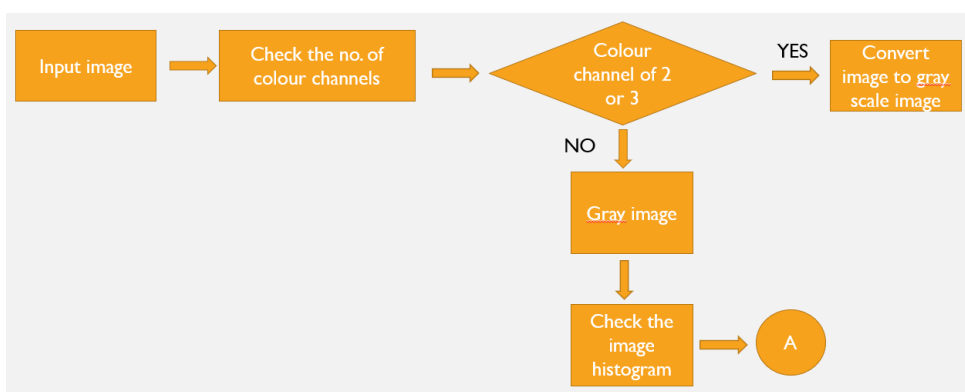 Input image
Check the no. of
colour channels
Colour
channel of 2
or 3
YES
Convert
image to gray
scale image
NO
Gray image
Check the
image
histogram
A